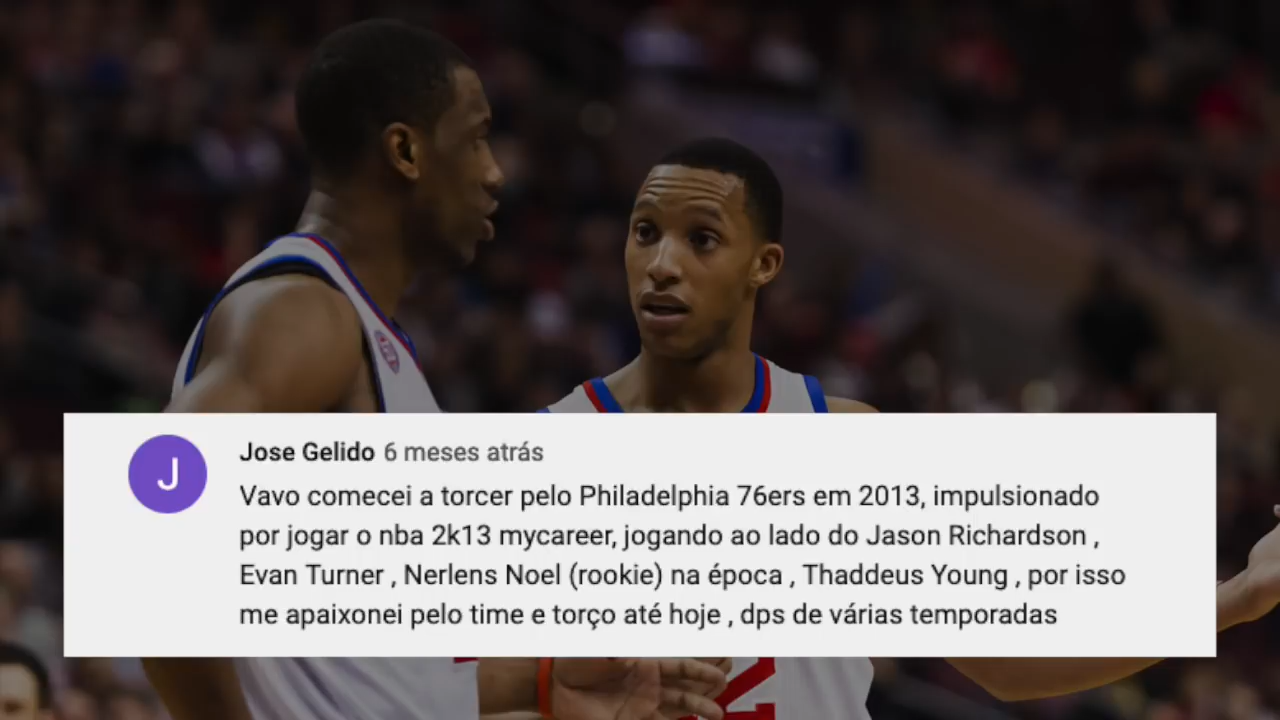 J
Jose Gelido 6 meses atrás
Vavo comecei a torcer pelo Philadelphia 76ers em 2013, impulsionado
por jogar o nba 2k13 mycareer, jogando ao lado do Jason Richardson ,
Evan Turner , Nerlens Noel (rookie) na época , Thaddeus Young , por isso
me apaixonei pelo time e torço até hoje , dps de várias temporadas